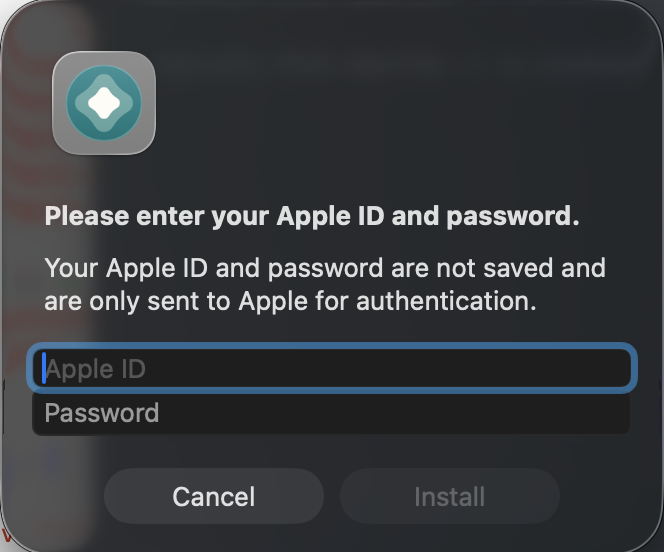 Please enter your Apple ID and password.
Your Apple ID and password are not saved and
are only sent to Apple for authentication.
Apple ID
Password
Cancel
Install